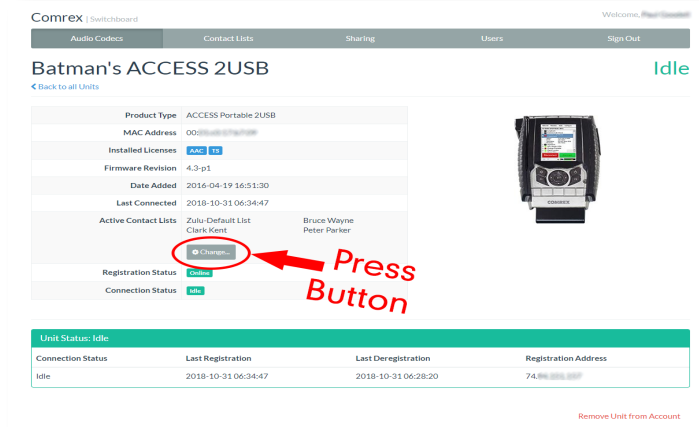 Comrex | Switchboard
Welcome,
Audio Codecs Contact Lists Sharing Users Sign Out
Batman's ACCESS 2USB
Idle
Back to all Units
Product Type ACCESS Portable 2USB
MAC Address 00:
Installed Licenses AAC TS
Firmware Revision 4.3-p1
Date Added 2016-04-19 16:51:30
Last Connected 2018-10-31 06:34:47
Active Contact Lists Zulu-Default List Bruce Wayne
Clark Kent Peter Parker
Change...
Registration Status Online
Connection Status Idle
COMREX
Press
Button
Unit Status: Idle
Connection Status Last Registration Last Deregistration Registration Address
Idle 2018-10-31 06:34:47 2018-10-31 06:28:20 74.
Remove Unit from Account